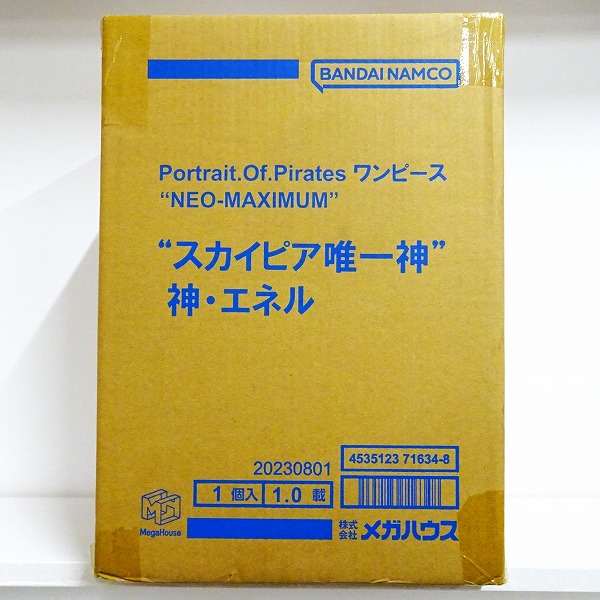 BANDAI NAMCO
Portrait.Of.Pirates ワンピース
“NEO-MAXIMUM”
“スカイピア唯一神”
神・エネル
4535123 71634-8
20230801
1 個入 1.0 載
MegaHouse
株式会社 メガハウス